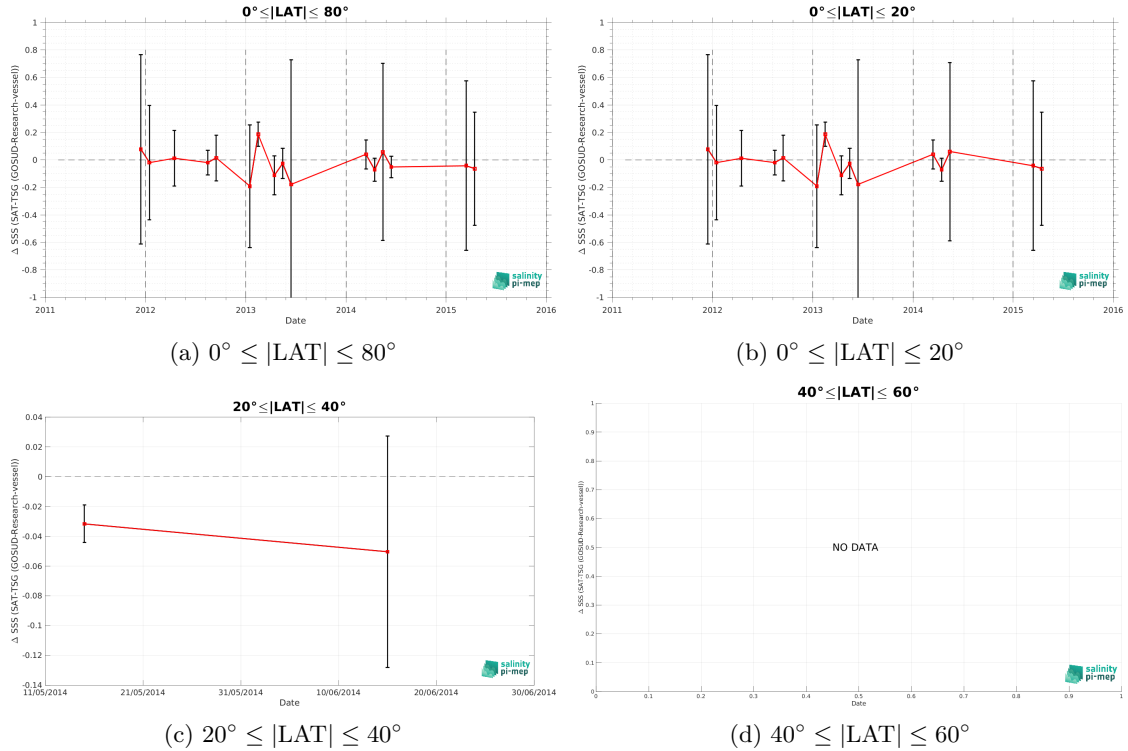 0°≤|LAT|≤ 80°
Δ SSS (SAT-TSG (GOSUD-Research-vessel))
1
0.8
0.6
0.4
0.2
0
-0.2
-0.4
-0.6
-0.8
-1
2011
2012
2013
2014
2015
2016
Date
salinity
pi-mep
(a) 0° ≤ |LAT| ≤ 80°
0°≤|LAT|≤ 20°
Δ SSS (SAT-TSG (GOSUD-Research-vessel))
1
0.8
0.6
0.4
0.2
0
-0.2
-0.4
-0.6
-0.8
-1
2011
2012
2013
2014
2015
2016
Date
salinity
pi-mep
(b) 0° ≤ |LAT| ≤ 20°
20°≤|LAT|≤ 40°
Δ SSS (SAT-TSG (GOSUD-Research-vessel))
0.04
0.02
0
-0.02
-0.04
-0.06
-0.08
-0.1
-0.12
-0.14
11/05/2014
21/05/2014
31/05/2014
10/06/2014
20/06/2014
30/06/2014
Date
salinity
pi-mep
(c) 20° ≤ |LAT| ≤ 40°
40°≤|LAT|≤ 60°
Δ SSS (SAT-TSG (GOSUD-Research-vessel))
1
0.9
0.8
0.7
0.6
0.5
0.4
0.3
0.2
0.1
0
NO DATA
0
0.1
0.2
0.3
0.4
0.5
0.6
0.7
0.8
0.9
1
Date
salinity
pi-mep
(d) 40° ≤ |LAT| ≤ 60°